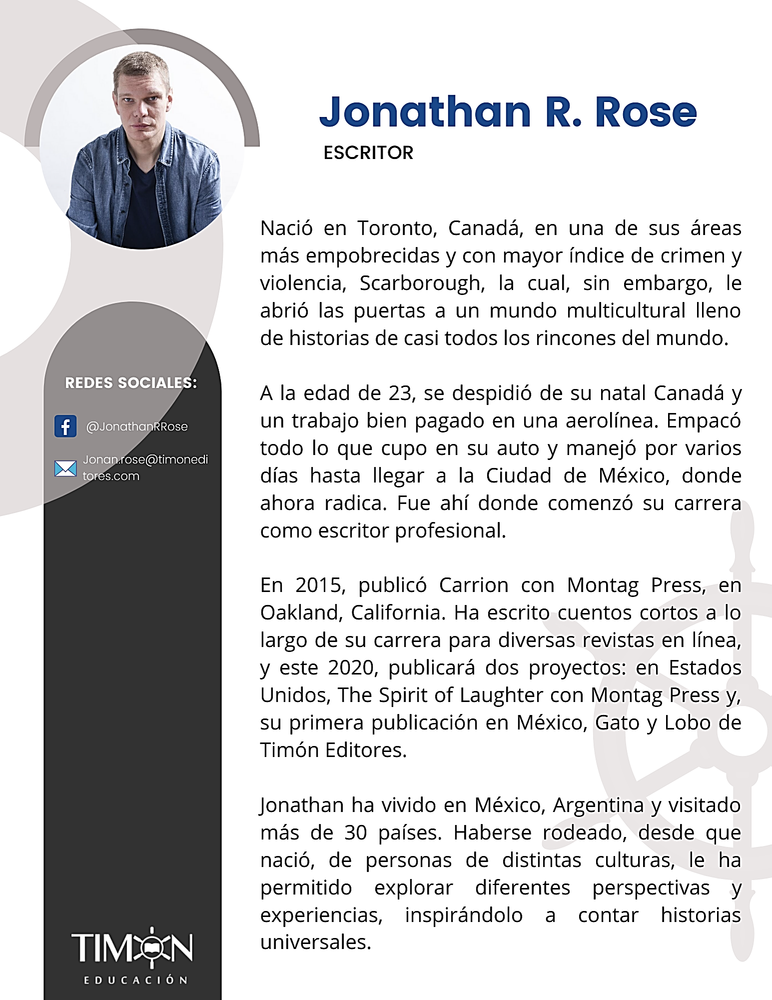 Jonathan R. Rose
ESCRITOR
Nació en Toronto, Canadá, en una de sus áreas
más empobrecidas y con mayor índice de crimen y
violencia, Scarborough, la cual, sin embargo, le
abrió las puertas a un mundo multicultural lleno
de historias de casi todos los rincones del mundo.
A la edad de 23, se despidió de su natal Canadá y
un trabajo bien pagado en una aerolínea. Empacó
todo lo que cupo en su auto y manejó por varios
días hasta llegar a la Ciudad de México, donde
ahora radica. Fue ahí donde comenzó su carrera
como escritor profesional.
En 2015, publicó Carrion con Montag Press, en
Oakland, California. Ha escrito cuentos cortos a lo
largo de su carrera para diversas revistas en línea,
y este 2020, publicará dos proyectos: en Estados
Unidos, The Spirit of Laughter con Montag Press y,
su primera publicación en México, Gato y Lobo de
Timón Editores.
Jonathan ha vivido en México, Argentina y visitado
más de 30 países. Haberse rodeado, desde que
nació, de personas de distintas culturas, le ha
permitido explorar diferentes perspectivas y
experiencias, inspirándolo a contar historias
universales.
REDES SOCIALES:
@JonathanRRose
Jonan.rose@timonedi
tores.com
TIMÓN
EDUCACIÓN